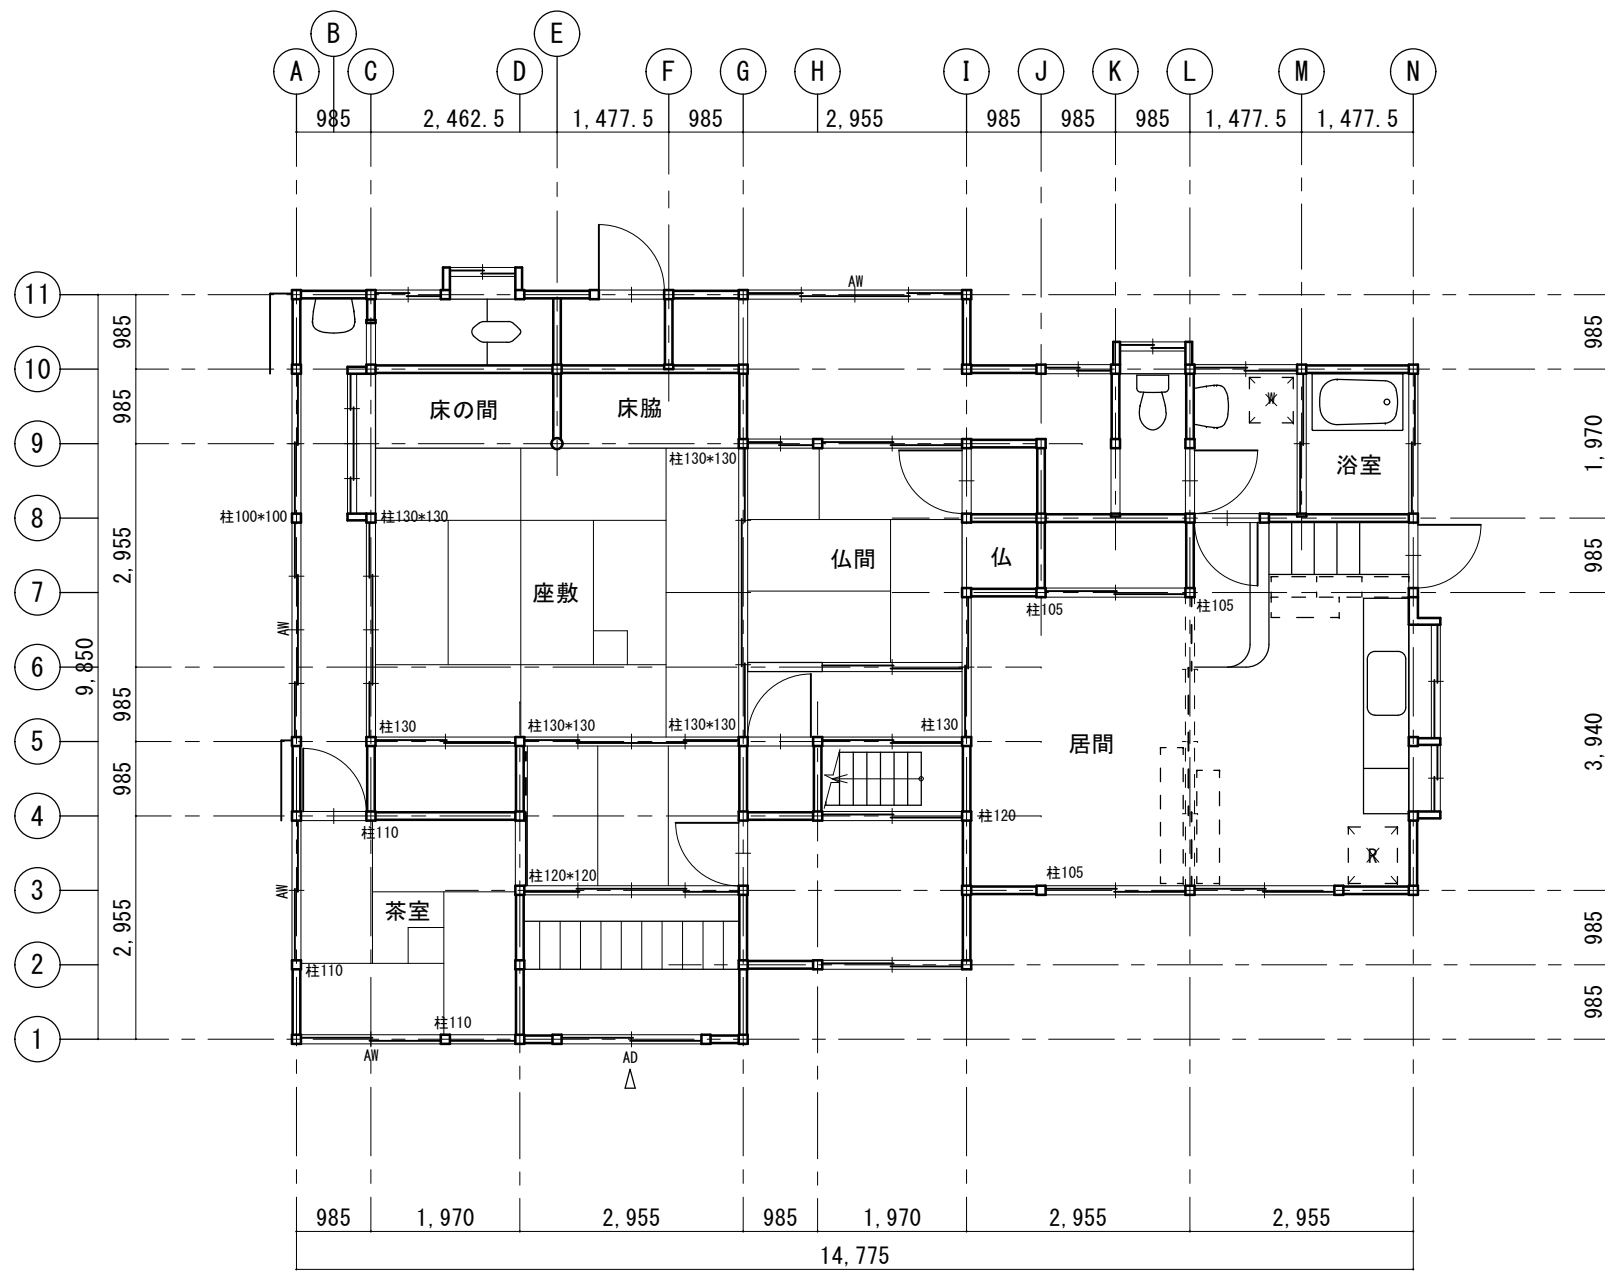 B E
A C D F G H I J K L M N
985 2,462.5 1,477.5 985 2,955 985 985 985 1,477.5 1,477.5
AW
11
985 985
10
床の間 床脇 W
985
9
柱130*130 浴室 1,970
8 柱100*100 柱130*130
2,955 仏間 仏 985
座敷
7
柱105 柱105
AW
6
9,850
985 柱130 柱130*130 柱130*130 柱130
5 居間 3,940
985
4
柱110 柱120
R
柱120*120 柱105
3 AW
茶室
2,955 985
2 柱110
985
柱110
1
AW AD
985 1,970 2,955 985 1,970 2,955 2,955
14,775